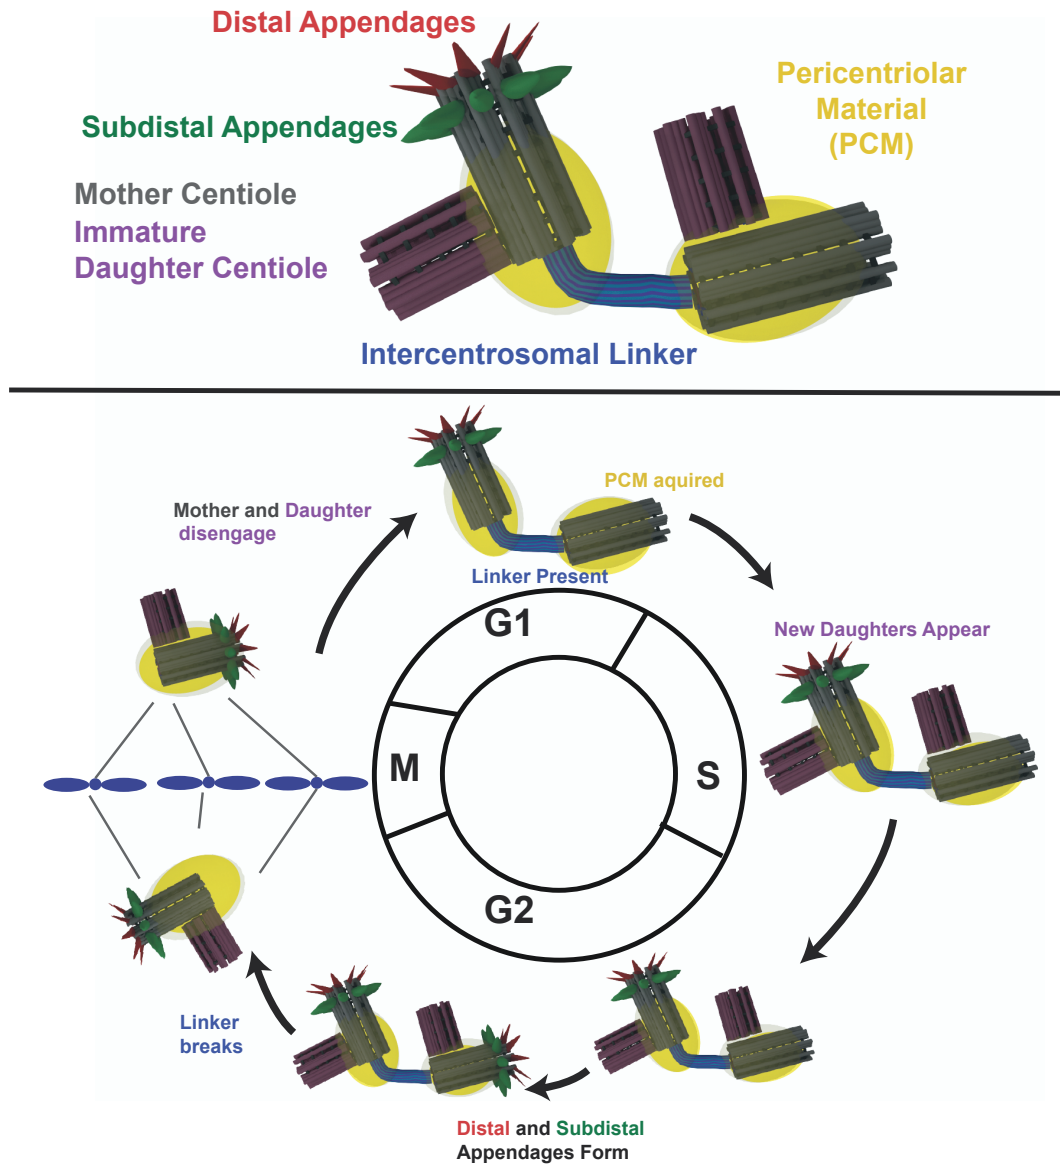 Distal Appendages
Pericentriolar
Material
(PCM)
Subdistal Appendages
Mother Centiole
Immature
Daughter Centiole
Intercentrosomal Linker
PCM aquired
Mother and Daughter
disengage
Linker Present
G1
New Daughters Appear
M
S
G2
Linker
breaks
Distal and Subdistal
Appendages Form